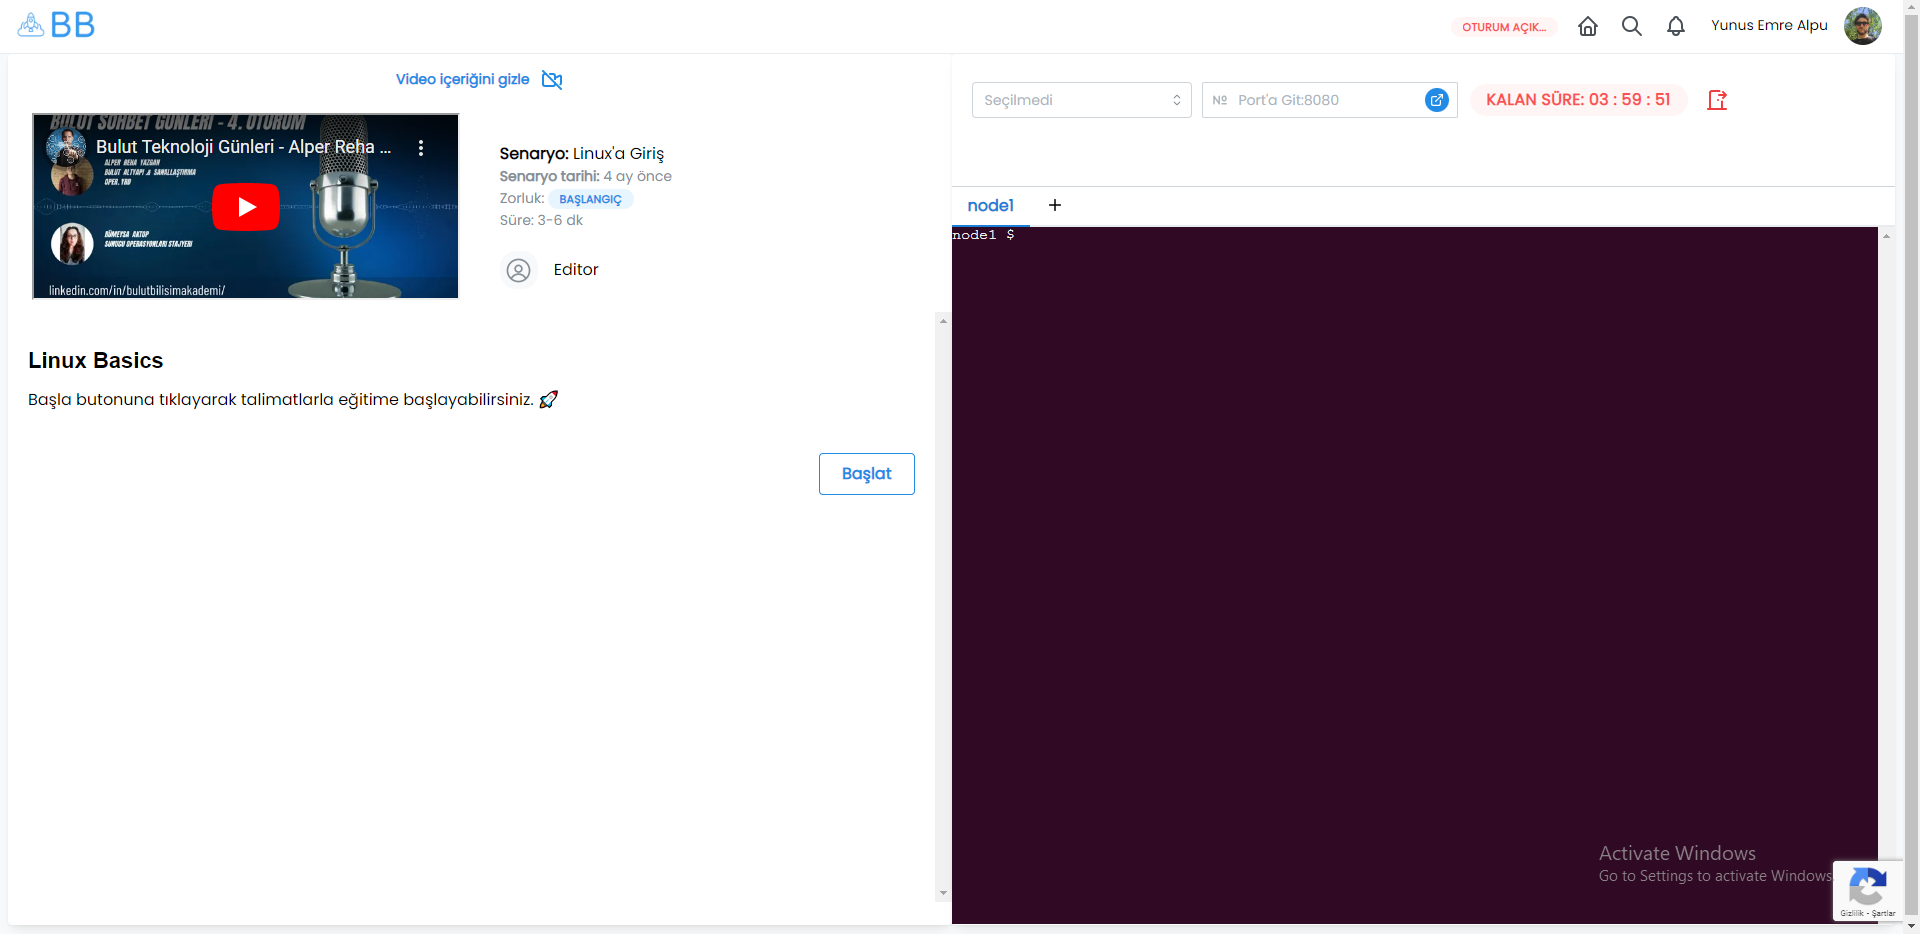 BB
OTURUM AÇIK...
Yunus Emre Alpu
Video içeriğini gizle
BULUT SOHBET GÜNLERİ - 4. OTURUM
Bulut Teknoloji Günleri - Alper Reha ...
ALPER REHA YAZGAN
BULUT ALTYAPI & SANALLAŞTIRMA
OPER. YRD
RÜMEYSA AKTOP
SUNUCU OPERASYONLARI STAJYERİ
linkedin.com/in/bulutbilisimakademi/
Senaryo: Linux'a Giriş
Senaryo tarihi: 4 ay önce
Zorluk: BAŞLANGIÇ
Süre: 3-6 dk
Editor
Linux Basics
Başla butonuna tıklayarak talimatlarla eğitime başlayabilirsiniz. 🚀
Başlat
Seçilmedi
Nº Port'a Git:8080
KALAN SÜRE: 03 : 59 : 51
node1 +
node1 $
Activate Windows
Go to Settings to activate Windows.
Gizlilik - Şartlar